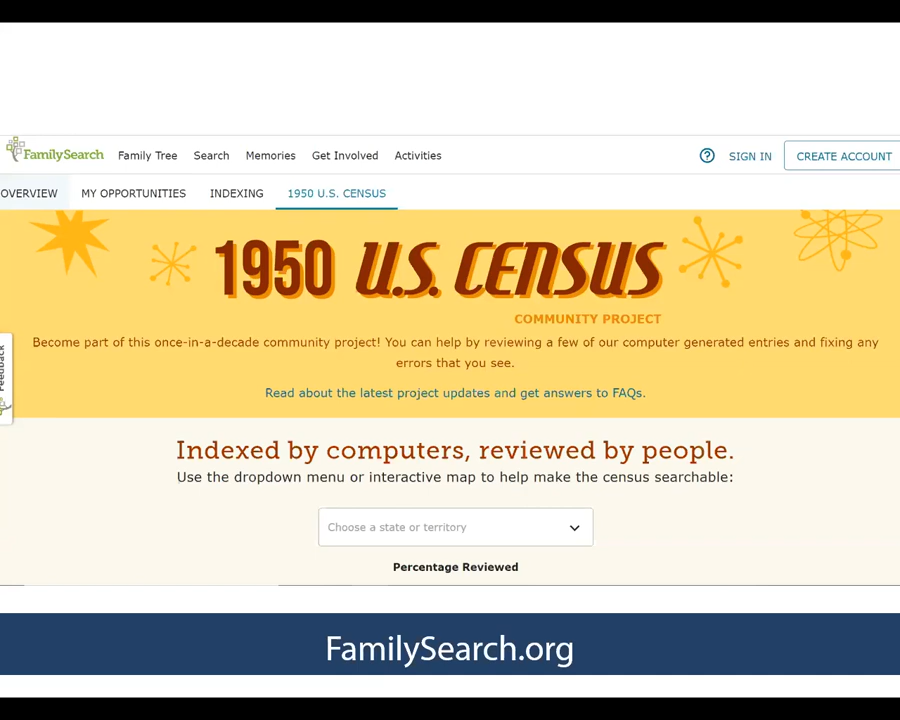 FamilySearch Family Tree Search Memories Get Involved Activities ? SIGN IN CREATE ACCOUNT
OVERVIEW MY OPPORTUNITIES INDEXING 1950 U.S. CENSUS
1950 U.S. CENSUS
COMMUNITY PROJECT
Become part of this once-in-a-decade community project! You can help by reviewing a few of our computer generated entries and fixing any
errors that you see.
Read about the latest project updates and get answers to FAQs.
Feedback
Indexed by computers, reviewed by people.
Use the dropdown menu or interactive map to help make the census searchable:
Choose a state or territory
Percentage Reviewed
FamilySearch.org